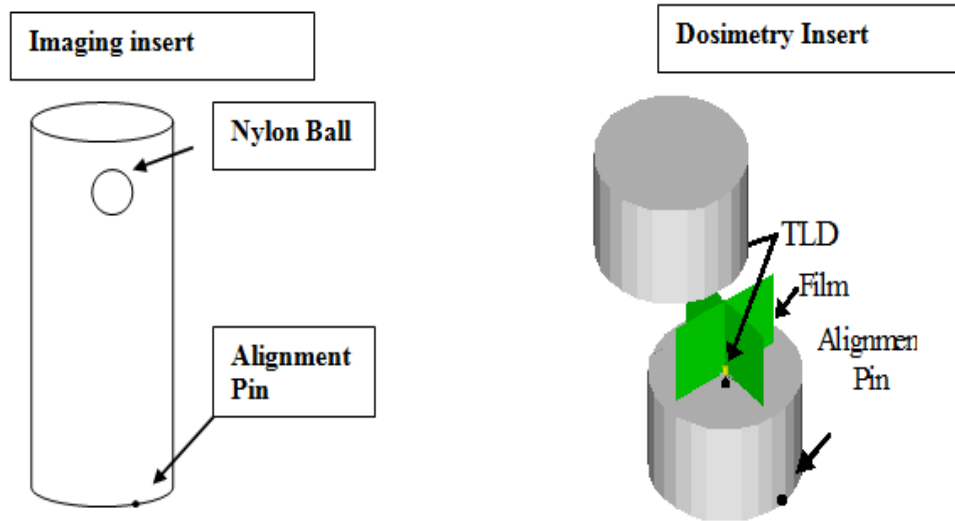 Imaging insert
Nylon Ball
Alignment
Pin
Dosimetry Insert
TLD
Film
Alignmen
Pin